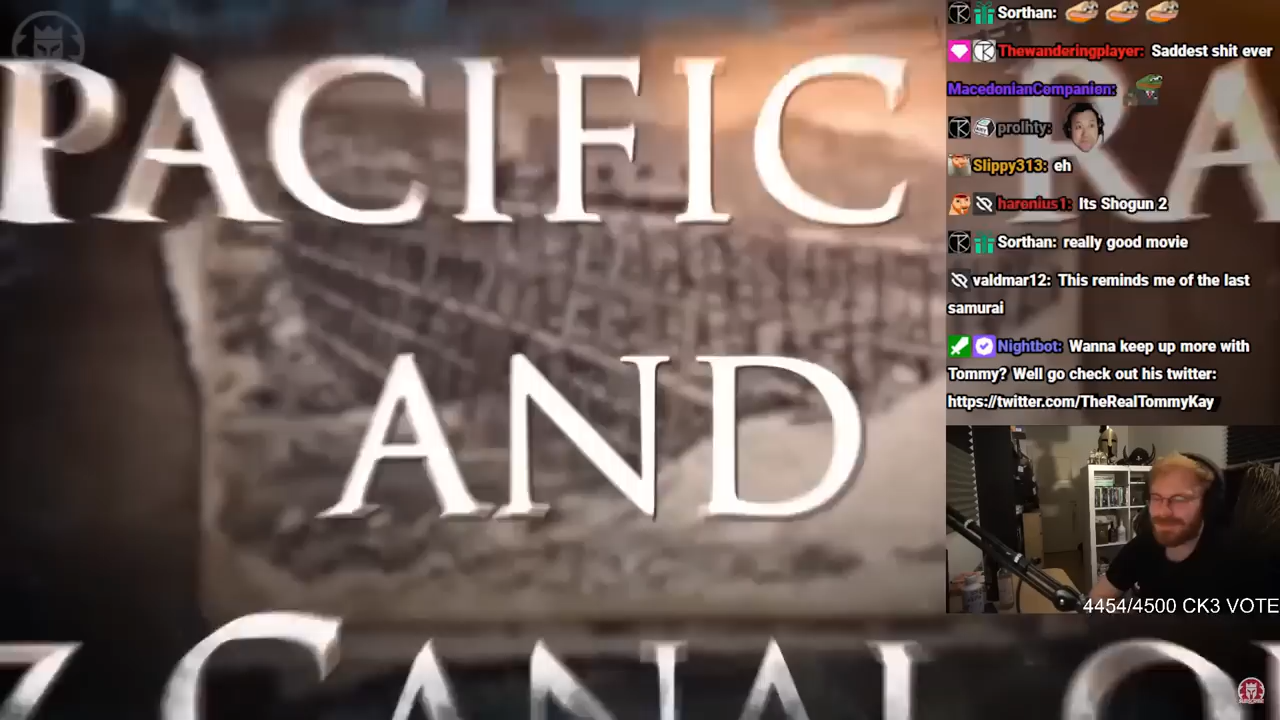 PACIFIC RA
AND
Z CANAL O
Sorthan:
Thewanderingplayer: Saddest shit ever
MacedonianCompanion:
prolhty:
Slippy313: eh
harenius1: Its Shogun 2
Sorthan: really good movie
valdmar12: This reminds me of the last
samurai
Nightbot: Wanna keep up more with
Tommy? Well go check out his twitter:
https://twitter.com/TheRealTommyKay
4454/4500 CK3 VOTE